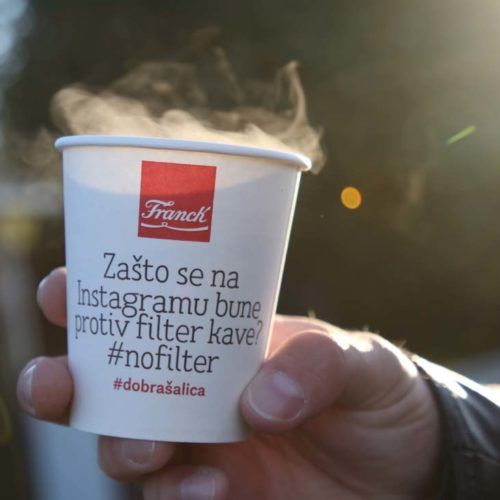 Franck
Zašto se na
Instagramu bune
protiv filter kave?
#nofilter
#dobrašalica